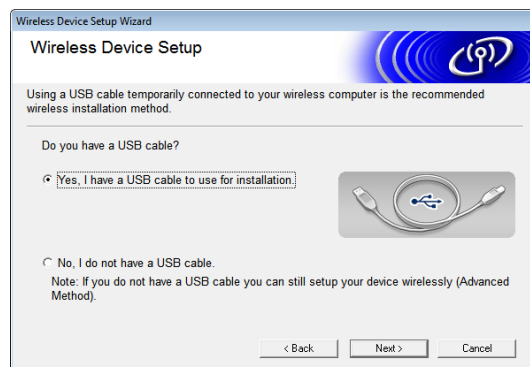 Wireless Device Setup Wizard
Wireless Device Setup
Using a USB cable temporarily connected to your wireless computer is the recommended
wireless installation method.
Do you have a USB cable?
Yes, I have a USB cable to use for installation.
No, I do not have a USB cable.
Note: If you do not have a USB cable you can still setup your device wirelessly (Advanced
Method).
< Back
Next >
Cancel